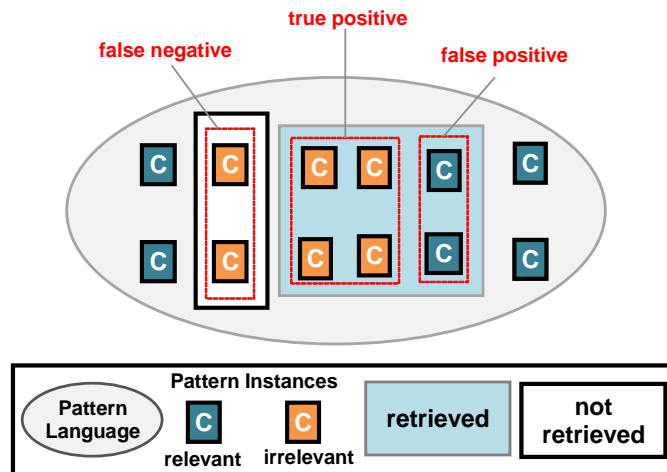 true positive
false negative
false positive
C C C C C C
C C C C C C
Pattern Instances
Pattern
Language
C
relevant
C
irrelevant
retrieved
not
retrieved